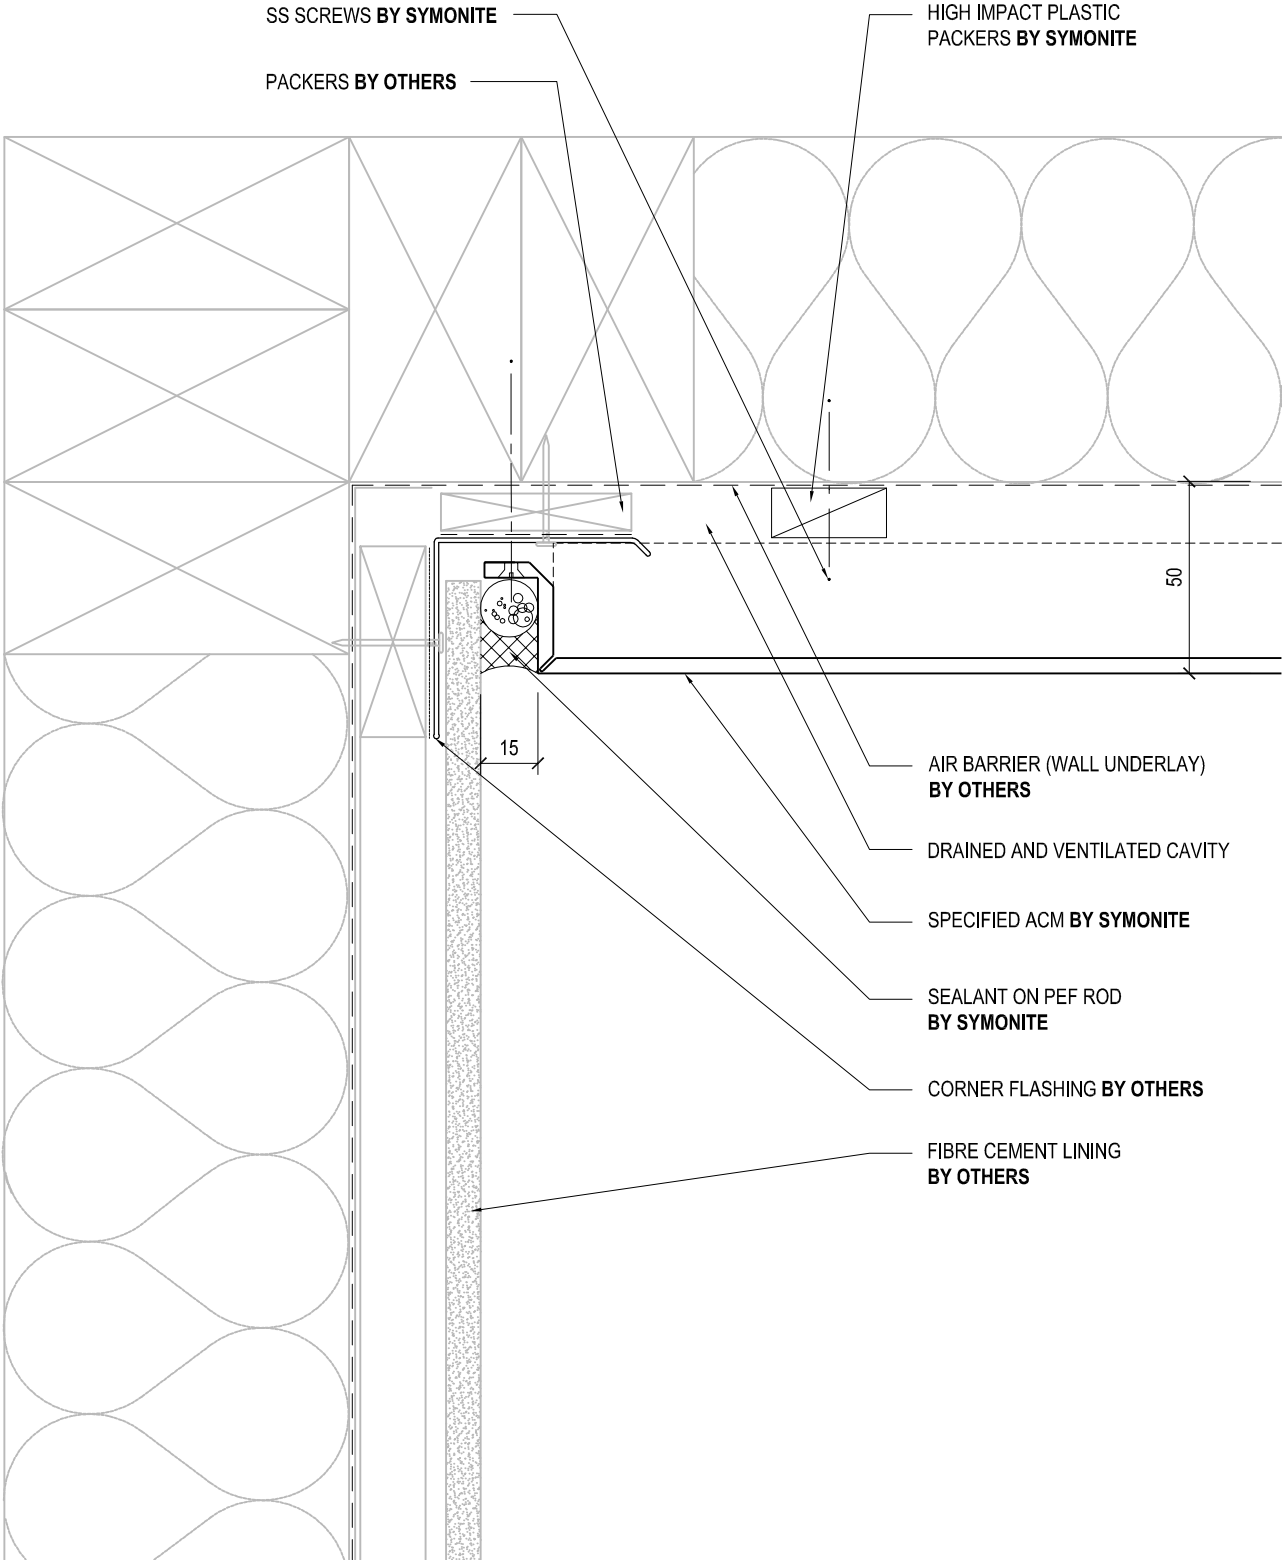 SS SCREWS BY SYMONITE
PACKERS BY OTHERS
HIGH IMPACT PLASTIC
PACKERS BY SYMONITE
50
15
AIR BARRIER (WALL UNDERLAY)
BY OTHERS
DRAINED AND VENTILATED CAVITY
SPECIFIED ACM BY SYMONITE
SEALANT ON PEF ROD
BY SYMONITE
CORNER FLASHING BY OTHERS
FIBRE CEMENT LINING
BY OTHERS